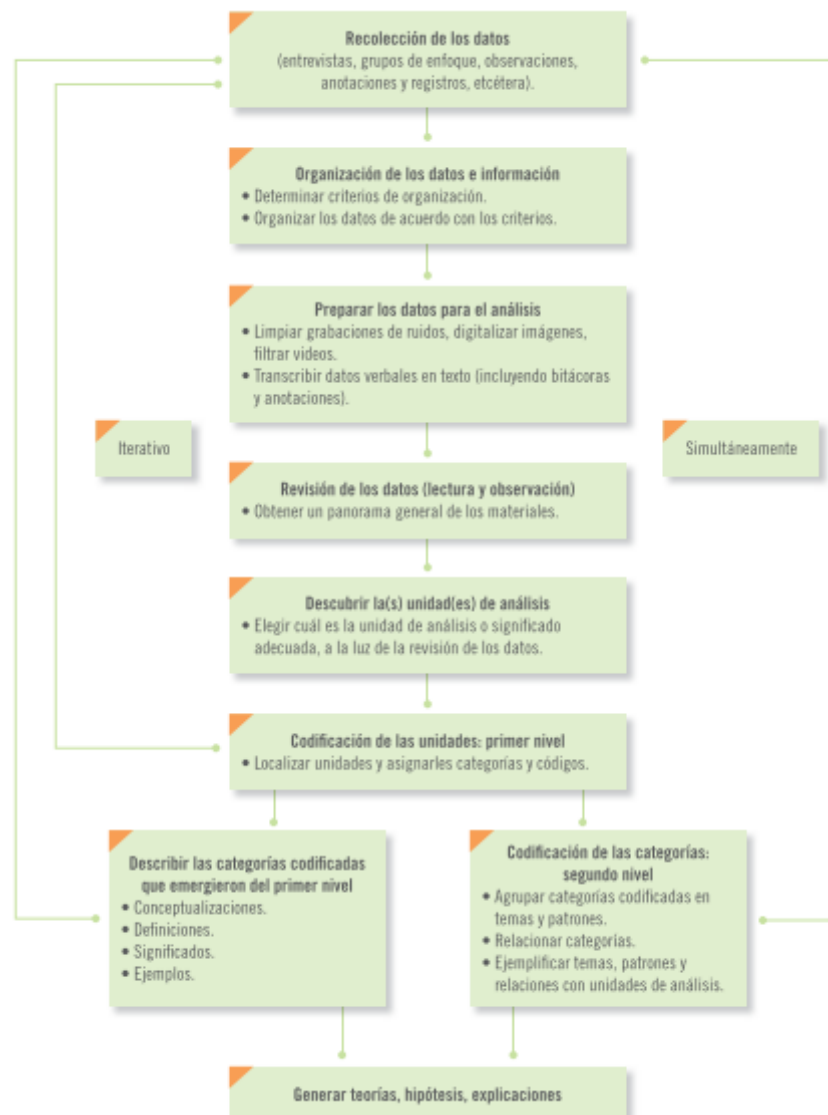 Recolección de los datos
(entrevistas, grupos de enfoque, observaciones,
anotaciones y registros, etcétera).
Organización de los datos e información
• Determinar criterios de organización.
• Organizar los datos de acuerdo con los criterios.
Preparar los datos para el análisis
• Limpiar grabaciones de ruidos, digitalizar imágenes,
filtrar videos.
• Transcribir datos verbales en texto (incluyendo bitácoras
y anotaciones).
Iterativo
Simultáneamente
Revisión de los datos (lectura y observación)
• Obtener un panorama general de los materiales.
Descubrir la(s) unidad(es) de análisis
• Elegir cuál es la unidad de análisis o significado
adecuada, a la luz de la revisión de los datos.
Codificación de las unidades: primer nivel
• Localizar unidades y asignarles categorías y códigos.
Describir las categorías codificadas
que emergieron del primer nivel
• Conceptualizaciones.
• Definiciones.
• Significados.
• Ejemplos.
Codificación de las categorías:
segundo nivel
• Agrupar categorías codificadas en
temas y patrones.
• Relacionar categorías.
• Ejemplificar temas, patrones y
relaciones con unidades de análisis.
Generar teorías, hipótesis, explicaciones